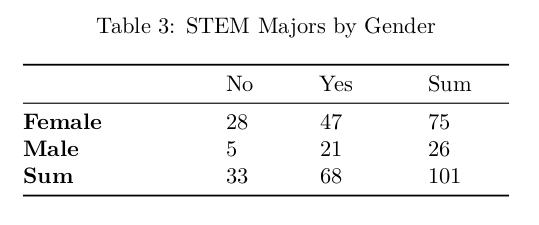 Table 3: STEM Majors by Gender
No Yes Sum
Female 28 47 75
Male 5 21 26
Sum 33 68 101